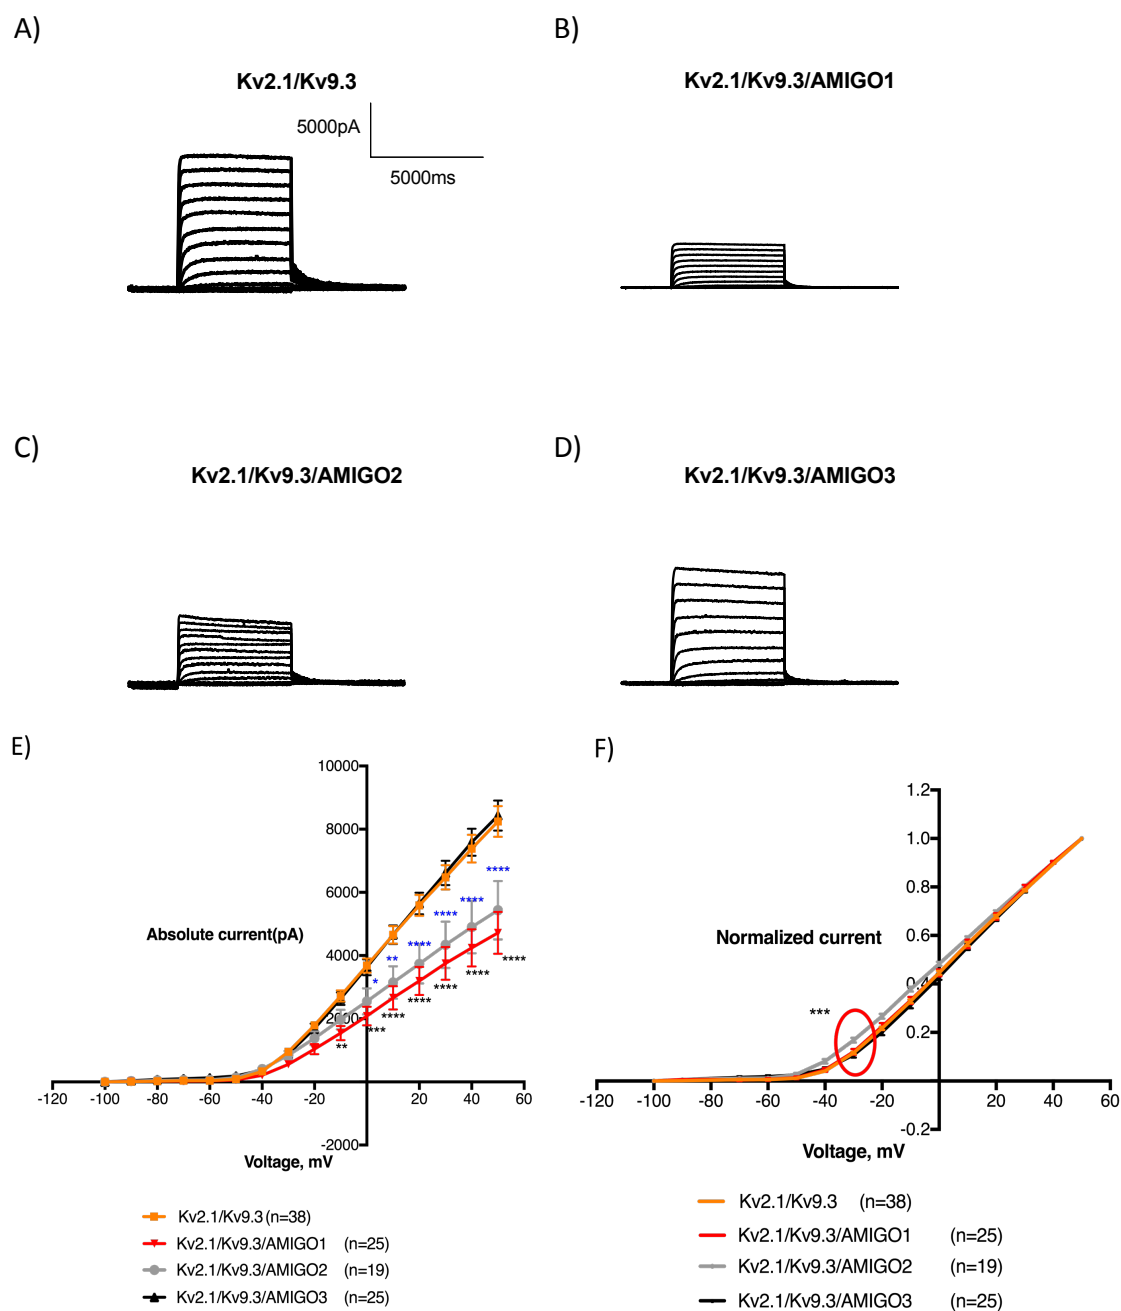 A)
B)
Kv2.1/Kv9.3
Kv2.1/Kv9.3/AMIGO1
5000pA
5000ms
C)
D)
Kv2.1/Kv9.3/AMIGO2
Kv2.1/Kv9.3/AMIGO3
E)
10000
8000
6000
4000
2000
-2000
Absolute current(pA)
****
****
****
****
**
*
****
****
****
****
****
***
**
-120 -100 -80 -60 -40 -20 20 40 60
Voltage, mV
Kv2.1/Kv9.3 (n=38)
Kv2.1/Kv9.3/AMIGO1 (n=25)
Kv2.1/Kv9.3/AMIGO2 (n=19)
Kv2.1/Kv9.3/AMIGO3 (n=25)
F)
1.2
1.0
0.8
0.6
0.4
0.2
-0.2
Normalized current
***
-120 -100 -80 -60 -40 -20 20 40 60
Voltage, mV
Kv2.1/Kv9.3 (n=38)
Kv2.1/Kv9.3/AMIGO1 (n=25)
Kv2.1/Kv9.3/AMIGO2 (n=19)
Kv2.1/Kv9.3/AMIGO3 (n=25)